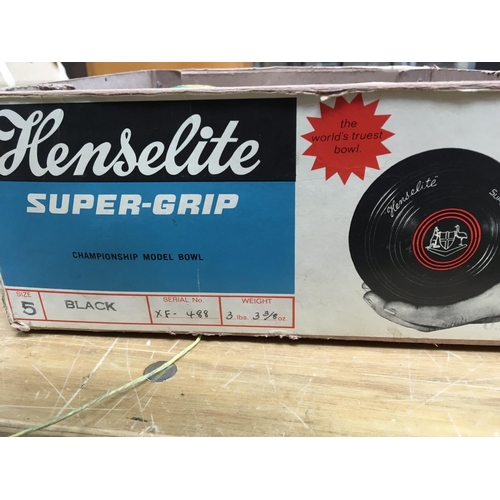 Henselite
SUPER-GRIP
CHAMPIONSHIP MODEL BOWL
SIZE
5
BLACK
SERIAL No
XF- 488
WEIGHT
3 lbs. 3 3/8 oz
the
world's truest
bowl.
Henselite